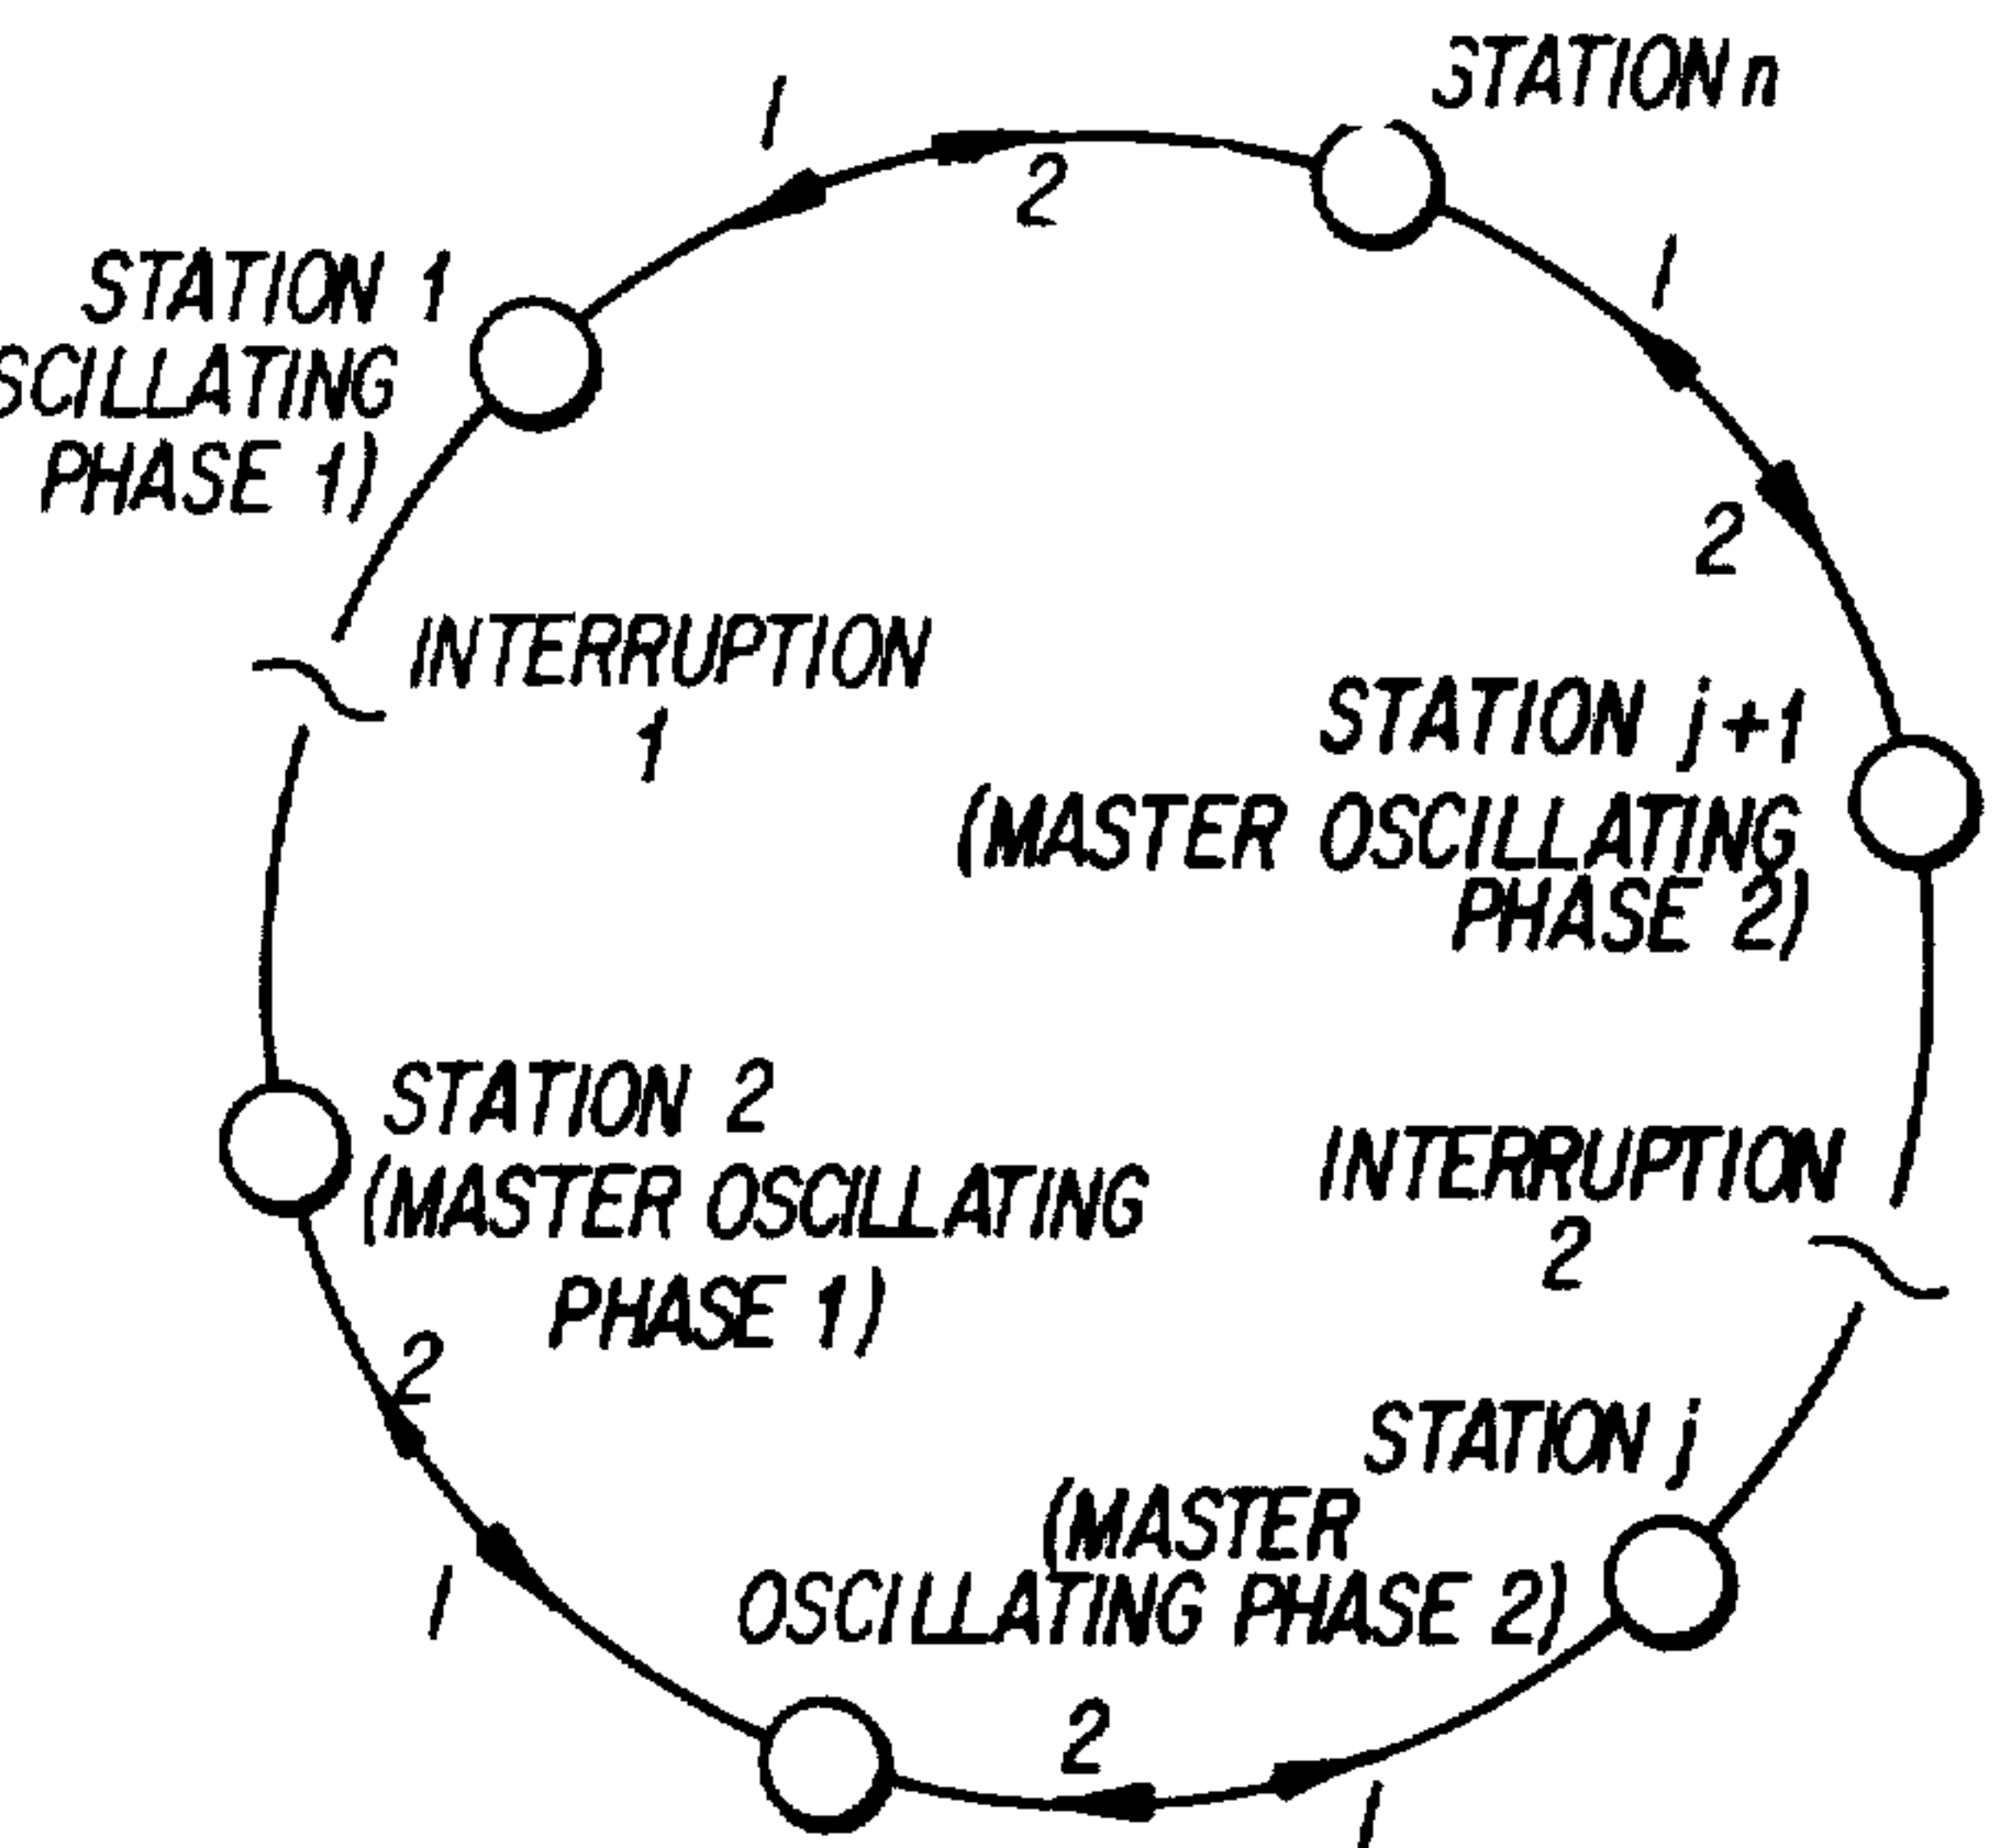 STATION n
1
2
STATION 1
SCILLATING
PHASE 1)
1
2
INTERRUPTION
1
STATION j+1
(MASTER OSCILLATING
PHASE 2)
STATION 2
(MASTER OSCILLATING
PHASE 1)
INTERRUPTION
2
2
STATION j
(MASTER
OSCILLATING PHASE 2)
1
2
1